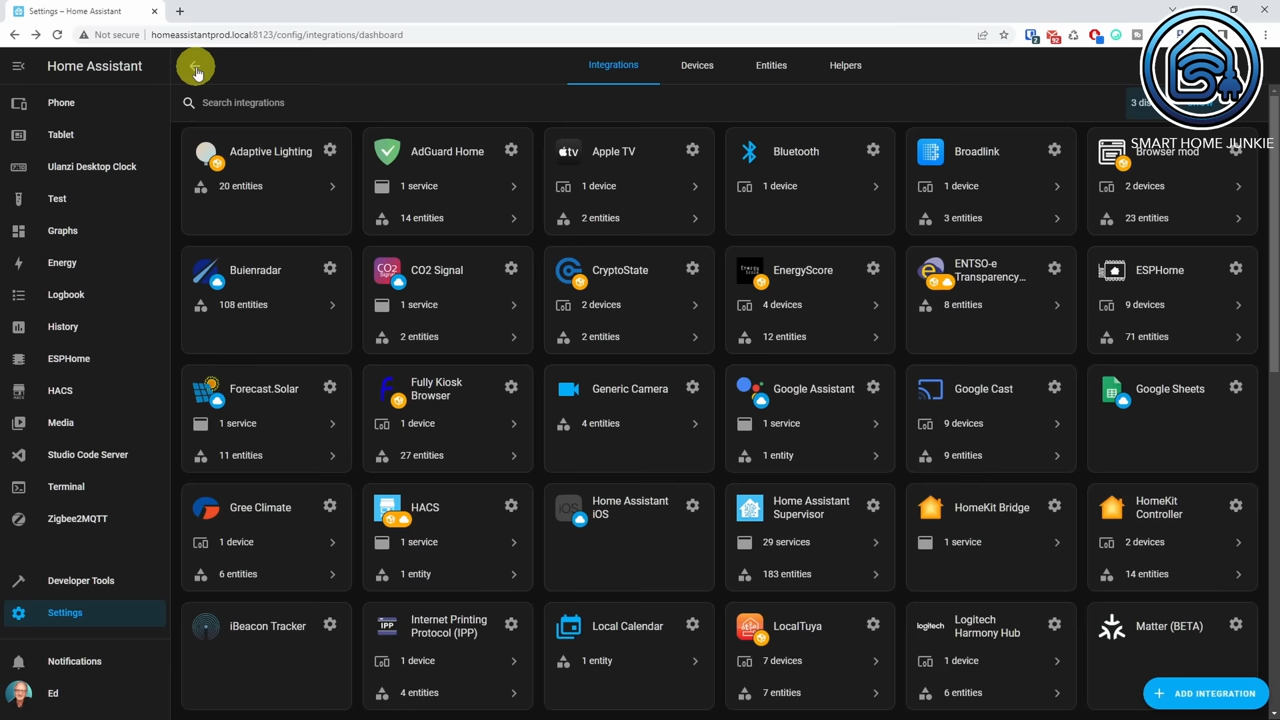 Settings – Home Assistant
Not secure
homeassistantprod.local:8123/config/integrations/dashboard
92
Home Assistant
Integrations
Devices
Entities
Helpers
Search integrations
3 dis
SMART HOME JUNKIE
Phone
Tablet
Ulanzi Desktop Clock
Test
Graphs
Energy
Logbook
History
ESPHome
HACS
Media
Studio Code Server
Terminal
Zigbee2MQTT
Developer Tools
Settings
Notifications
Ed
Adaptive Lighting
20 entities
AdGuard Home
1 service
14 entities
tv
Apple TV
1 device
2 entities
Bluetooth
1 device
Broadlink
1 device
3 entities
Browser mod
2 devices
23 entities
Buienradar
108 entities
CO2
Signal
CO2 Signal
1 service
2 entities
CryptoState
2 devices
2 entities
EnergyScore
4 devices
12 entities
ENTSO-e
Transparency...
8 entities
ESPHome
9 devices
71 entities
Forecast.Solar
1 service
11 entities
Fully Kiosk
Browser
1 device
27 entities
Generic Camera
4 entities
Google Assistant
1 service
1 entity
Google Cast
9 devices
9 entities
Google Sheets
Gree Climate
1 device
6 entities
HACS
1 service
1 entity
iOS
Home Assistant
iOS
Home Assistant
Supervisor
29 services
183 entities
HomeKit Bridge
1 service
HomeKit
Controller
2 devices
14 entities
iBeacon Tracker
IPP
Internet Printing
Protocol (IPP)
1 device
4 entities
Local Calendar
1 entity
LocalTuya
7 devices
7 entities
logitech
Logitech
Harmony Hub
1 device
6 entities
Matter (BETA)
ADD INTEGRATION